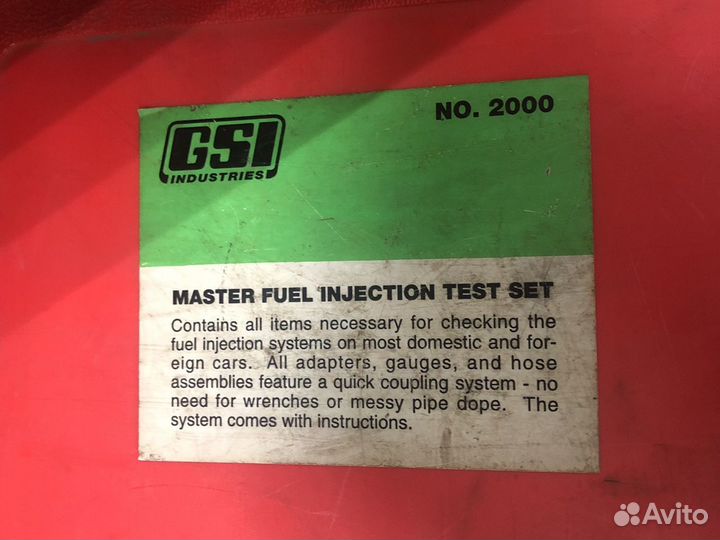 NO. 2000
GSI
INDUSTRIES
MASTER FUEL INJECTION TEST SET
Contains all items necessary for checking the
fuel injection systems on most domestic and for-
eign cars. All adapters, gauges, and hose
assemblies feature a quick coupling system - no
need for wrenches or messy pipe dope. The
system comes with instructions.
Avito